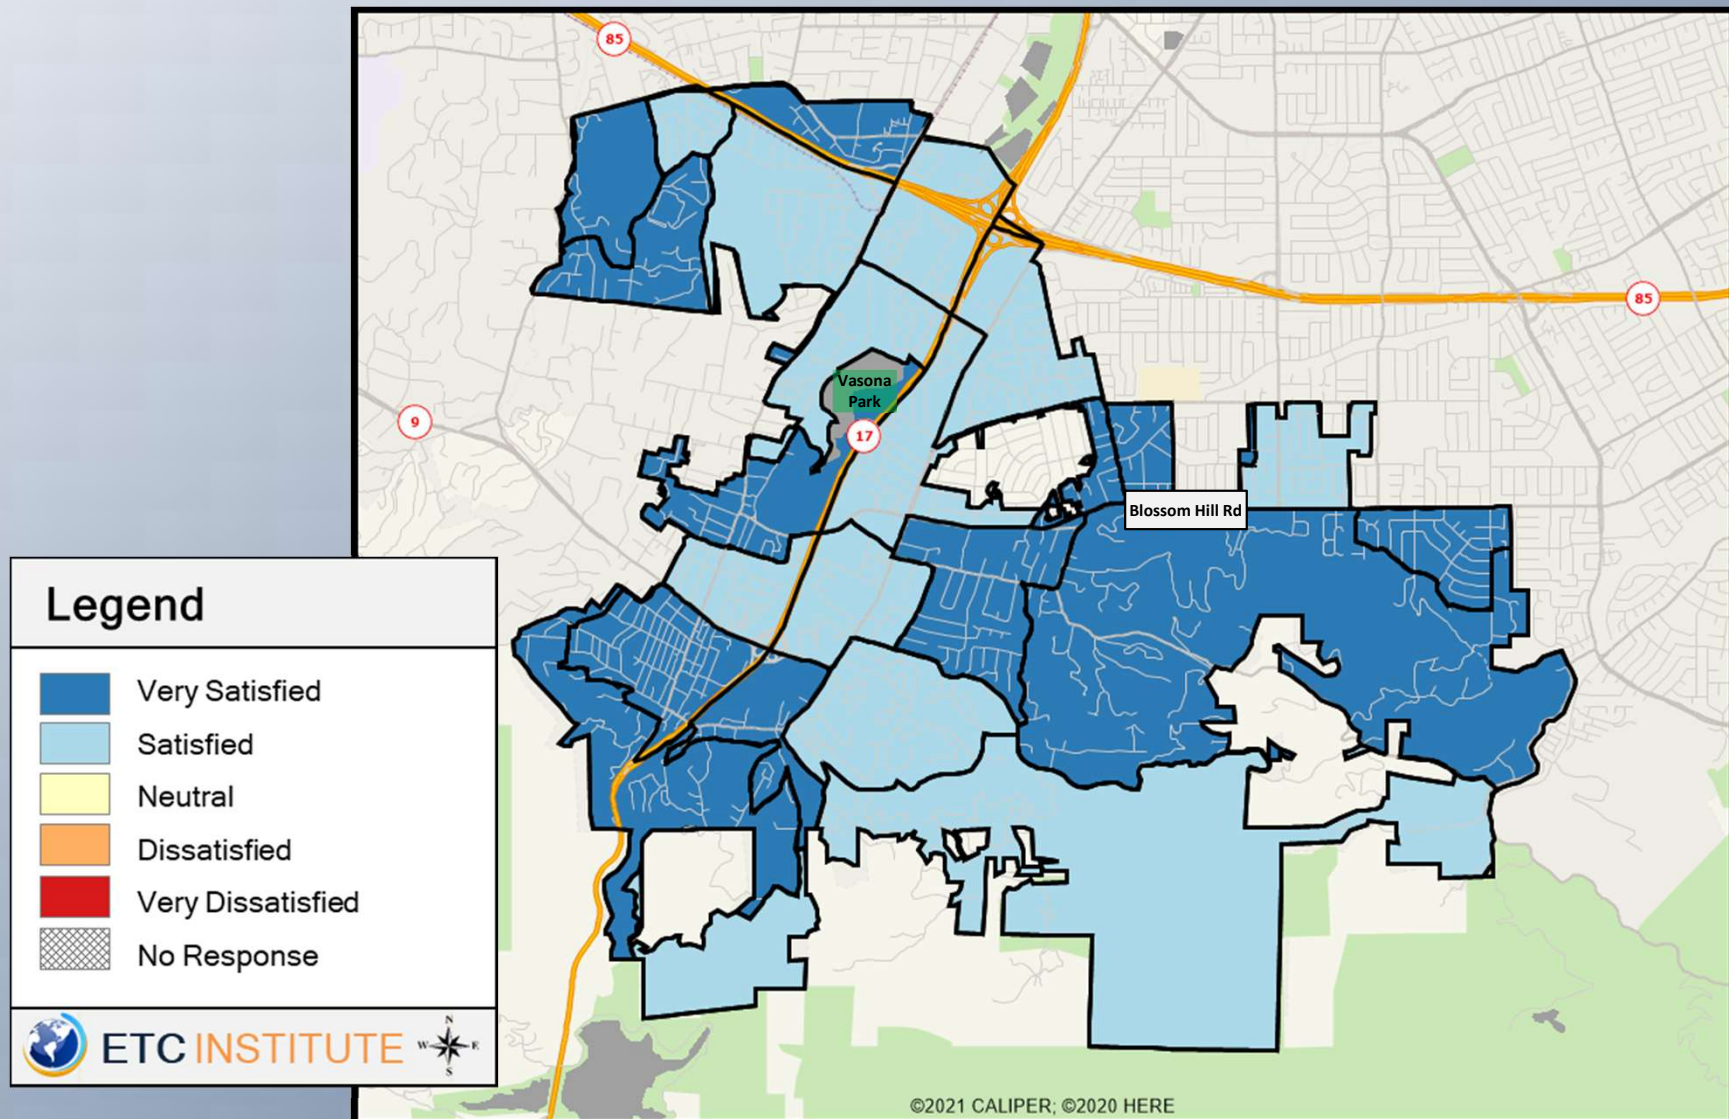 85
85
9
Vasona
Park
17
Blossom Hill Rd
Legend
Very Satisfied
Satisfied
Neutral
Dissatisfied
Very Dissatisfied
No Response
ETC INSTITUTE
N
W E
S
©2021 CALIPER; ©2020 HERE